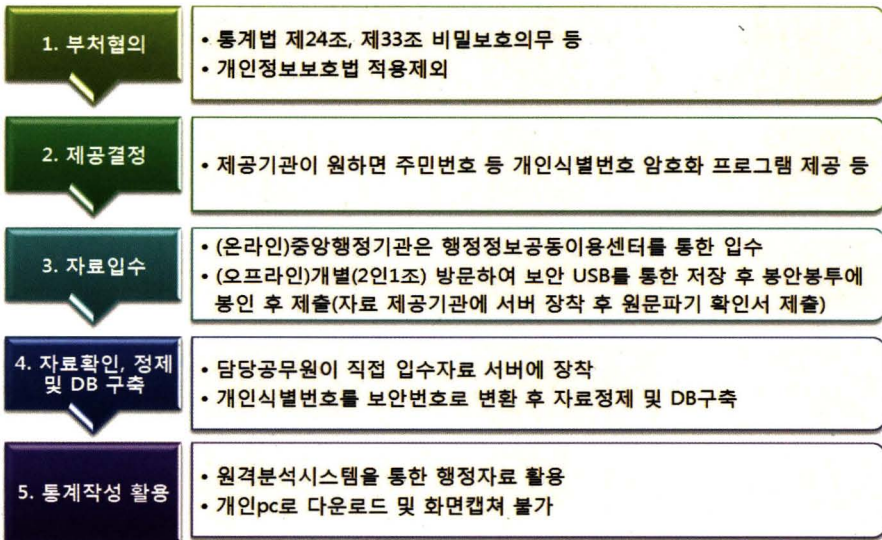 1. 부처협의
• 통계법 제24조, 제33조 비밀보호의무 등
• 개인정보보호법 적용제외
2. 제공결정
• 제공기관이 원하면 주민번호 등 개인식별번호 암호화 프로그램 제공 등
3. 자료입수
• (온라인)중앙행정기관은 행정정보공동이용센터를 통한 입수
• (오프라인)개별(2인1조) 방문하여 보안 USB를 통한 저장 후 봉안봉투에
봉인 후 제출(자료 제공기관에 서버 장착 후 원문파기 확인서 제출)
4. 자료확인, 정제
및 DB 구축
• 담당공무원이 직접 입수자료 서버에 장착
• 개인식별번호를 보안번호로 변환 후 자료정제 및 DB구축
5. 통계작성 활용
• 원격분석시스템을 통한 행정자료 활용
• 개인pc로 다운로드 및 화면캡쳐 불가